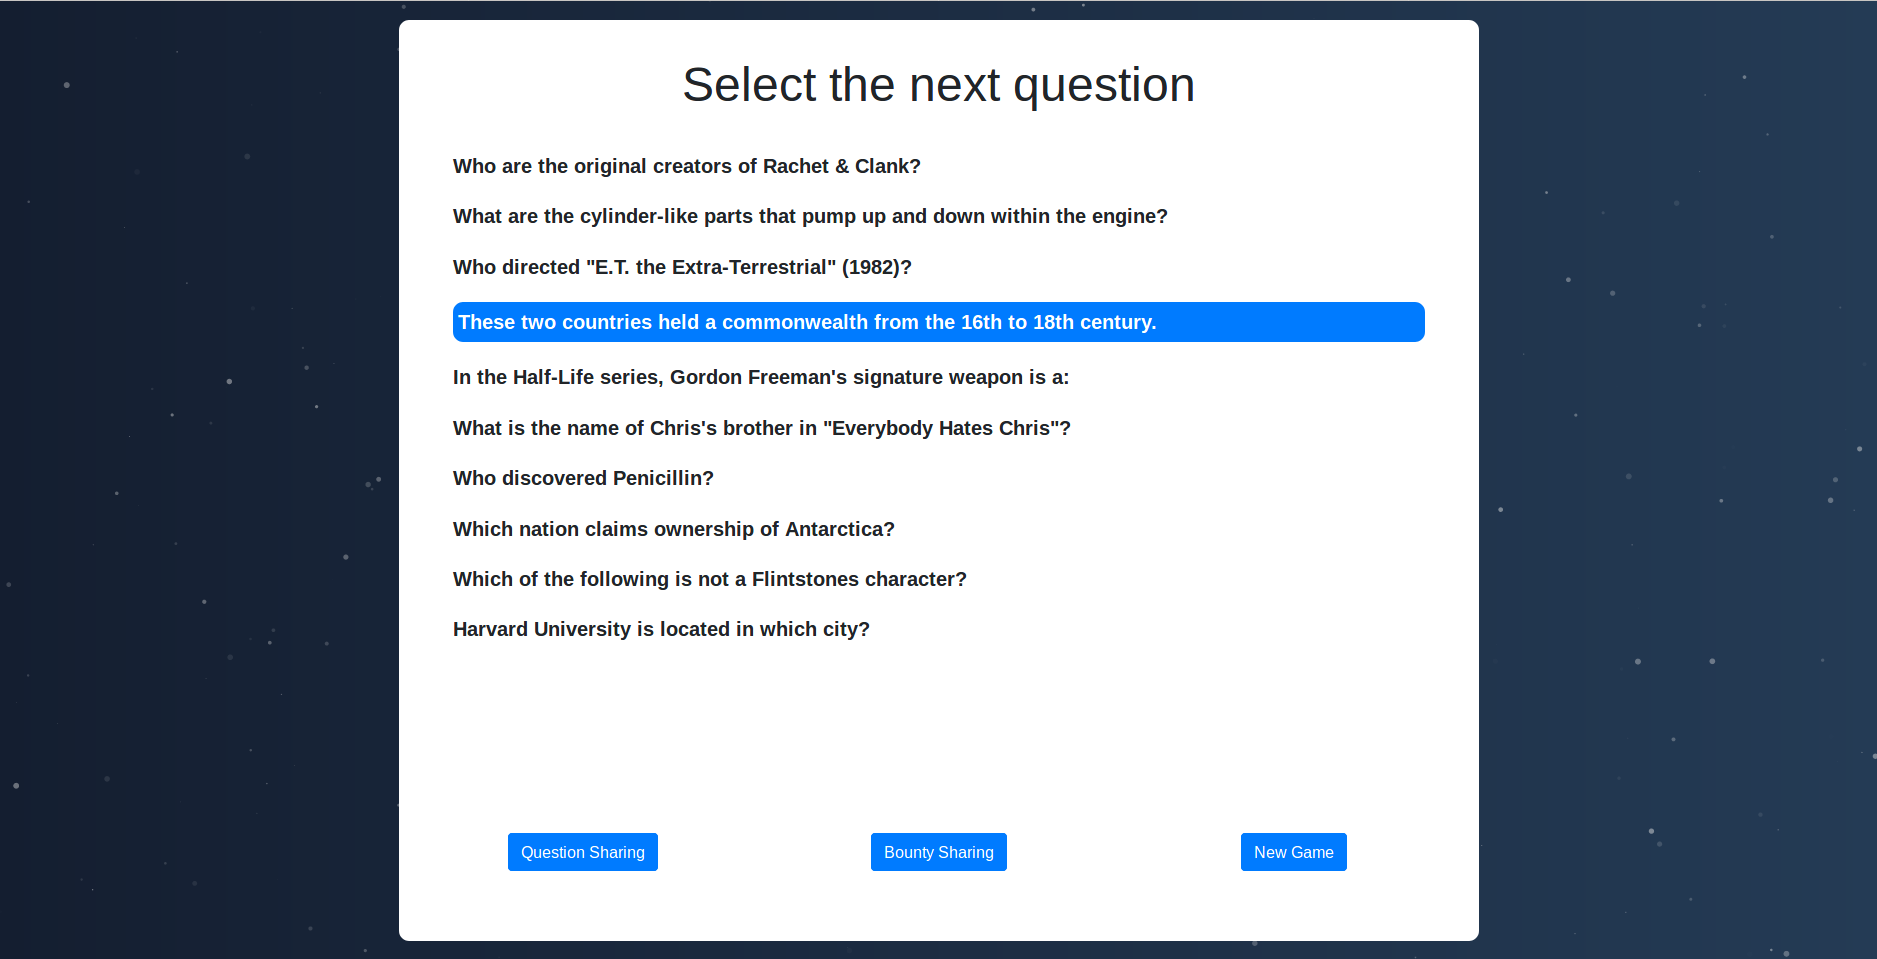 Select the next question
Who are the original creators of Rachet & Clank?
What are the cylinder-like parts that pump up and down within the engine?
Who directed "E.T. the Extra-Terrestrial" (1982)?
These two countries held a commonwealth from the 16th to 18th century.
In the Half-Life series, Gordon Freeman's signature weapon is a:
What is the name of Chris's brother in "Everybody Hates Chris"?
Who discovered Penicillin?
Which nation claims ownership of Antarctica?
Which of the following is not a Flintstones character?
Harvard University is located in which city?
Question Sharing
Bounty Sharing
New Game